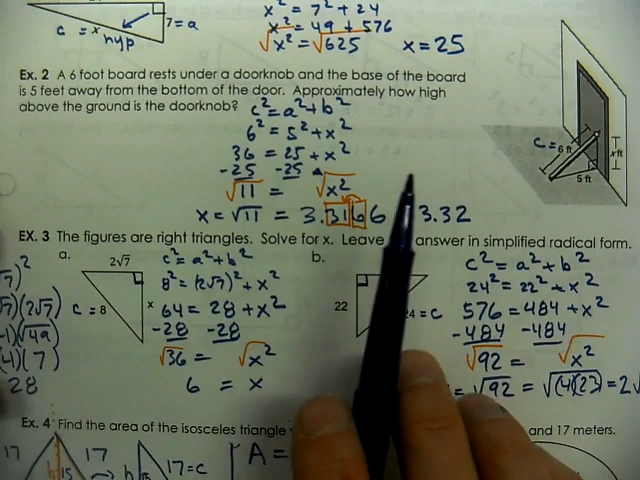 x² = 7² + 24
x² = 49 + 576
√x² = √625 x = 25
7 = a
c = x
hyp
Ex. 2 A 6 foot board rests under a doorknob and the base of the board
is 5 feet away from the bottom of the door. Approximately how high
above the ground is the doorknob?
c² = a² + b²
6² = 5² + x²
36 = 25 + x²
-25 -25
√11 = √x²
x = √11 = 3.3166 3.32
c = 6 ft
x ft
5 ft
EX. 3 The figures are right triangles. Solve for x. Leave answer in simplified radical form.
a.
2√7
c = 8
x
c² = a² + b²
8² = (2√7)² + x²
64 = 28 + x²
-28 -28
√36 = √x²
6 = x
√7)²
√7)(2√7)
(√49)
(4)(7)
28
b.
22
24 = c
c² = a² + b²
24² = 22² + x²
576 = 484 + x²
-484 -484
√92 = √x²
= √92 = √(4)(23) = 2√
Ex. 4 Find the area of the isosceles triangle and 17 meters.
17 17
h 15
h 15
17 = c
A =